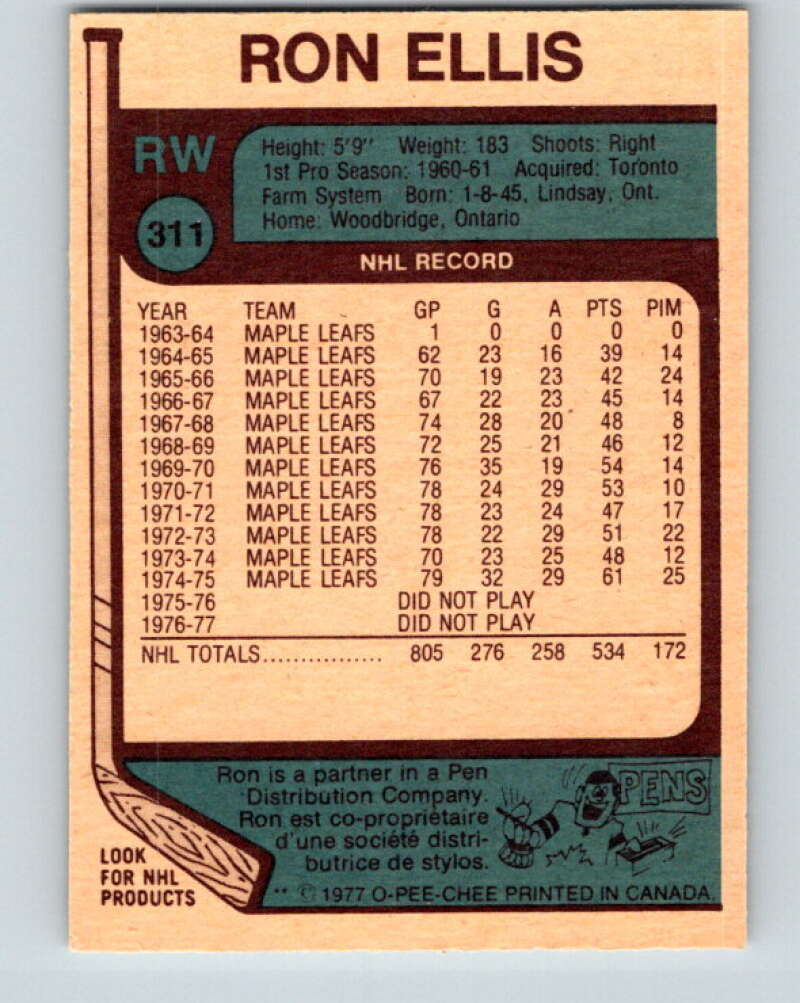 RON ELLIS
RW
311
Height: 5'9" Weight: 183 Shoots: Right
1st Pro Season: 1960-61 Acquired: Toronto
Farm System Born: 1-8-45, Lindsay, Ont.
Home: Woodbridge, Ontario
NHL RECORD
YEAR TEAM GP G A PTS PIM
1963-64 MAPLE LEAFS 1 0 0 0 0
1964-65 MAPLE LEAFS 62 23 16 39 14
1965-66 MAPLE LEAFS 70 19 23 42 24
1966-67 MAPLE LEAFS 67 22 23 45 14
1967-68 MAPLE LEAFS 74 28 20 48 8
1968-69 MAPLE LEAFS 72 25 21 46 12
1969-70 MAPLE LEAFS 76 35 19 54 14
1970-71 MAPLE LEAFS 78 24 29 53 10
1971-72 MAPLE LEAFS 78 23 24 47 17
1972-73 MAPLE LEAFS 78 22 29 51 22
1973-74 MAPLE LEAFS 70 23 25 48 12
1974-75 MAPLE LEAFS 79 32 29 61 25
1975-76 DID NOT PLAY
1976-77 DID NOT PLAY
NHL TOTALS................ 805 276 258 534 172
Ron is a partner in a Pen
Distribution Company.
Ron est co-propriétaire
d'une société distri-
butrice de stylos.
PENS
LOOK
FOR NHL
PRODUCTS
** © 1977 O-PEE-CHEE PRINTED IN CANADA.